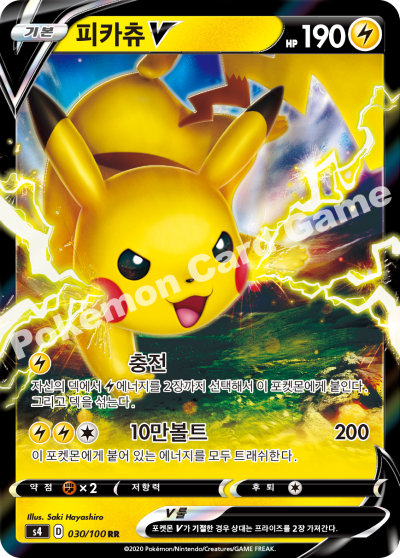 기본 피카츄 V HP 190
Pokémon Card Game
충전
자신의 덱에서 에너지를 2장까지 선택해서 이 포켓몬에게 붙인다.
그리고 덱을 섞는다.
10만볼트 200
이 포켓몬에게 붙어 있는 에너지를 모두 트래쉬한다.
약점 ×2 저항력 후퇴
Illus. Saki Hayashiro
V룰
s4 D 030/100 RR
포켓몬 V가 기절한 경우 상대는 프라이즈를 2장 가져간다.
©2020 Pokémon/Nintendo/Creatures/GAME FREAK.